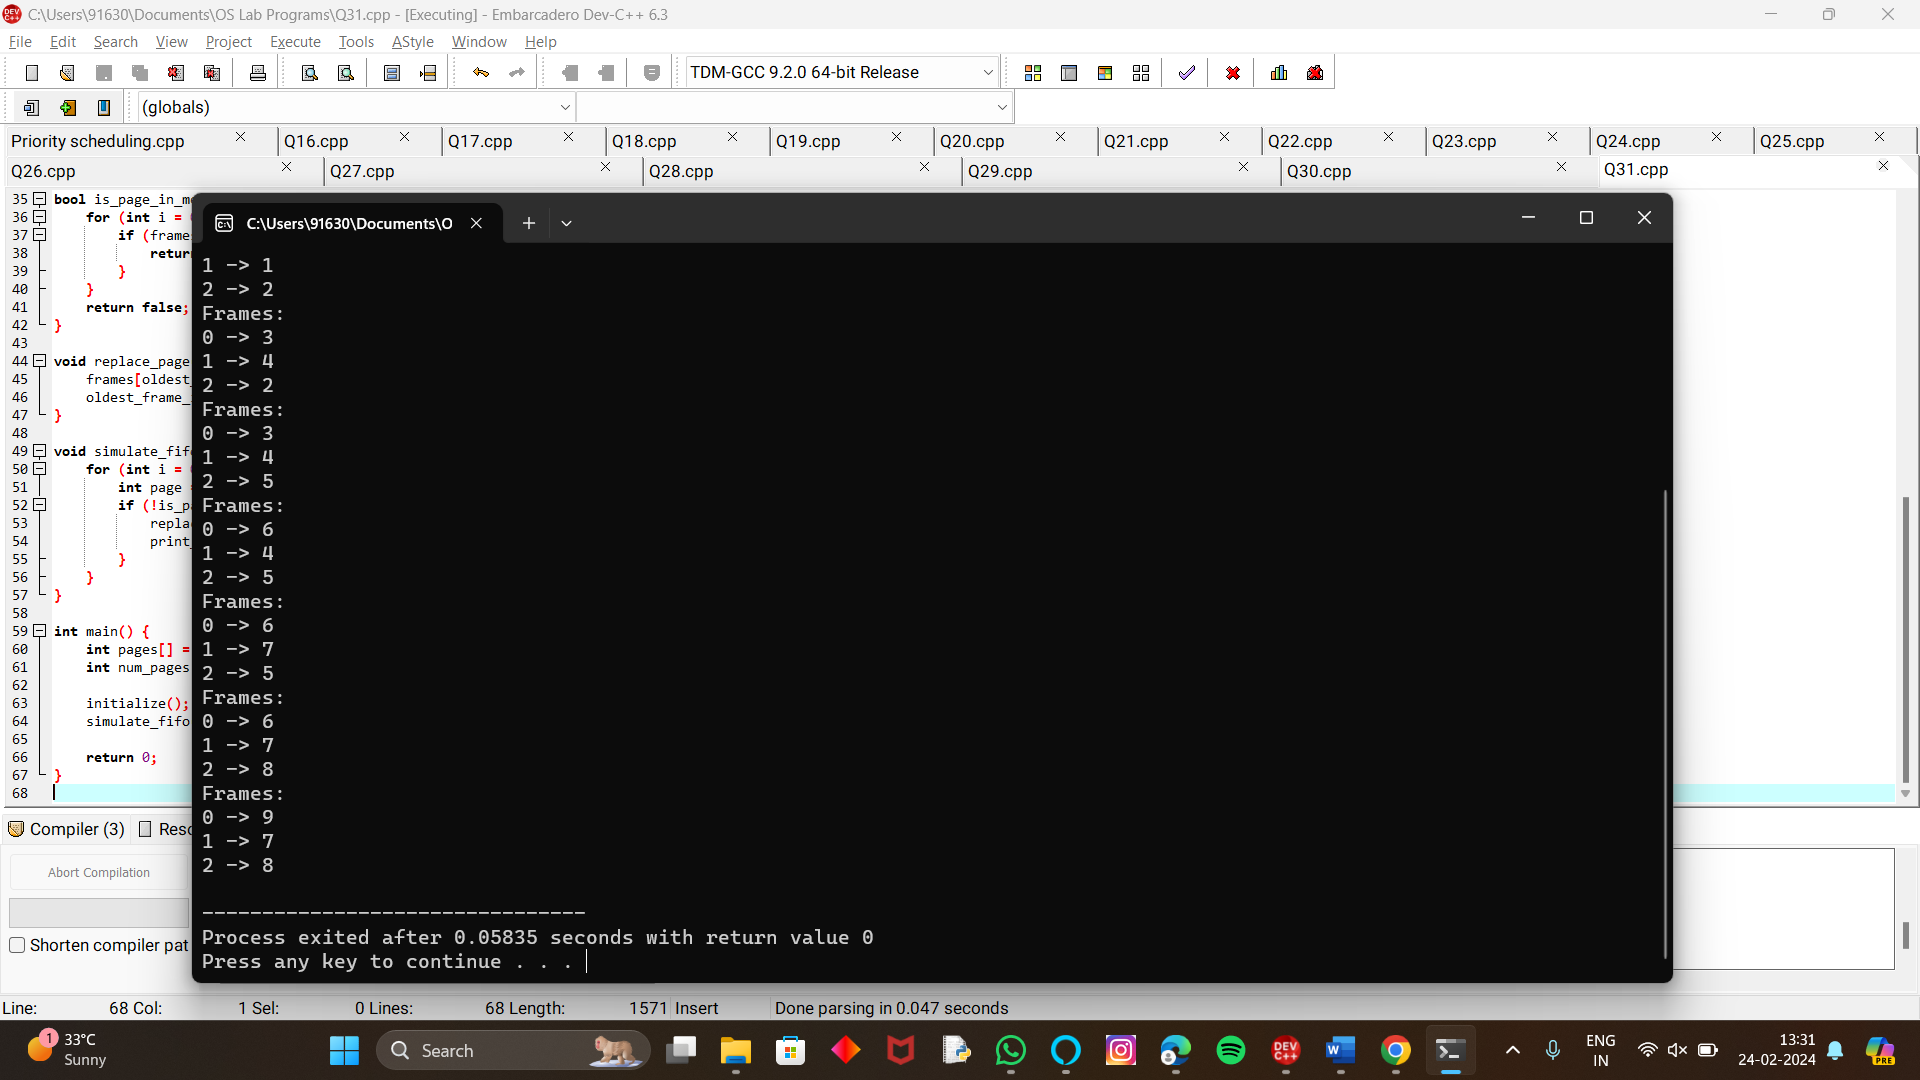 C:\Users\91630\Documents\OS Lab Programs\Q31.cpp - [Executing] - Embarcadero Dev-C++ 6.3
File Edit Search View Project Execute Tools AStyle Window Help
TDM-GCC 9.2.0 64-bit Release
(globals)
Priority scheduling.cpp Q16.cpp Q17.cpp Q18.cpp Q19.cpp Q20.cpp Q21.cpp Q22.cpp Q23.cpp Q24.cpp Q25.cpp
Q26.cpp Q27.cpp Q28.cpp Q29.cpp Q30.cpp Q31.cpp
35 bool is_page_in_m
36 for (int i =
37 if (frame
38 retur
39 }
40 }
41 return false;
42 }
43
44 void replace_page
45 frames[oldest_
46 oldest_frame_
47 }
48
49 void simulate_fif
50 for (int i =
51 int page
52 if (!is_p
53 repla
54 print_
55 }
56 }
57 }
58
59 int main() {
60 int pages[] =
61 int num_pages
62
63 initialize();
64 simulate_fifo
65
66 return 0;
67 }
68
C:\Users\91630\Documents\O
1 -> 1
2 -> 2
Frames:
0 -> 3
1 -> 4
2 -> 2
Frames:
0 -> 3
1 -> 4
2 -> 5
Frames:
0 -> 6
1 -> 4
2 -> 5
Frames:
0 -> 6
1 -> 7
2 -> 5
Frames:
0 -> 6
1 -> 7
2 -> 8
Frames:
0 -> 9
1 -> 7
2 -> 8
--------------------------------
Process exited after 0.05835 seconds with return value 0
Press any key to continue . . .
Compiler (3) Reso
Abort Compilation
Shorten compiler pat
Line: 68 Col: 1 Sel: 0 Lines: 68 Length: 1571 Insert Done parsing in 0.047 seconds
1 33°C
Sunny
Search
DEV C++
PRE
ENG
IN
13:31
24-02-2024